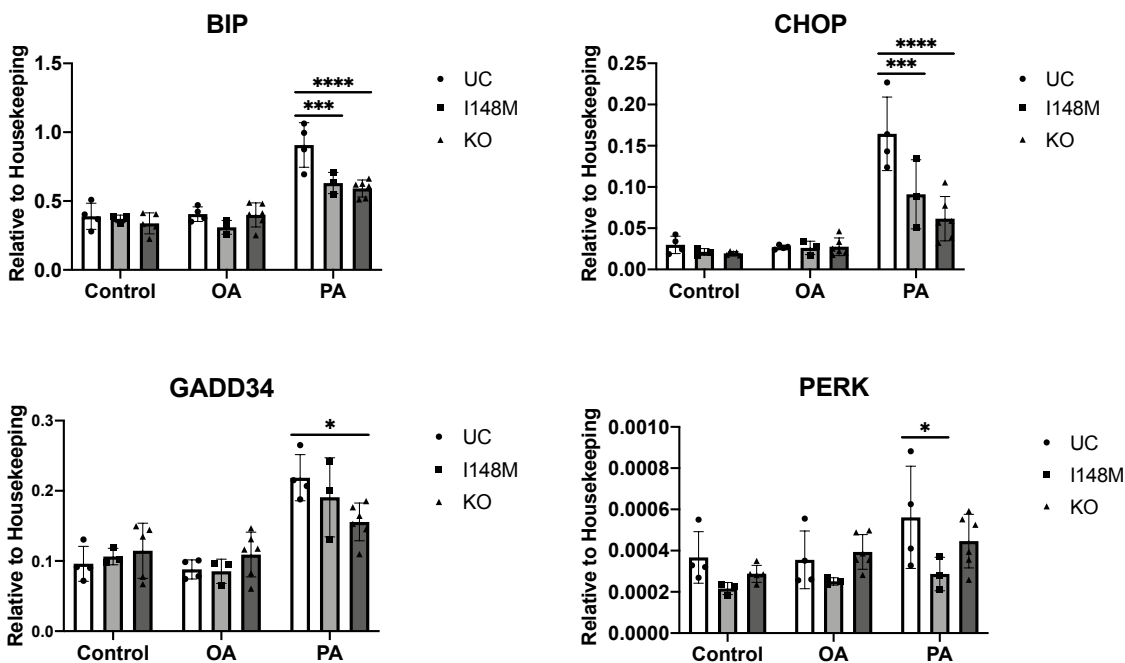 BIP
Relative to Housekeeping
1.5
1.0
0.5
0.0
***
****
Control OA PA
UC
I148M
KO
CHOP
Relative to Housekeeping
0.25
0.20
0.15
0.10
0.05
0.00
****
***
Control OA PA
UC
I148M
KO
GADD34
Relative to Housekeeping
0.3
0.2
0.1
0.0
*
Control OA PA
UC
I148M
KO
PERK
Relative to Housekeeping
0.0010
0.0008
0.0006
0.0004
0.0002
0.0000
*
Control OA PA
UC
I148M
KO